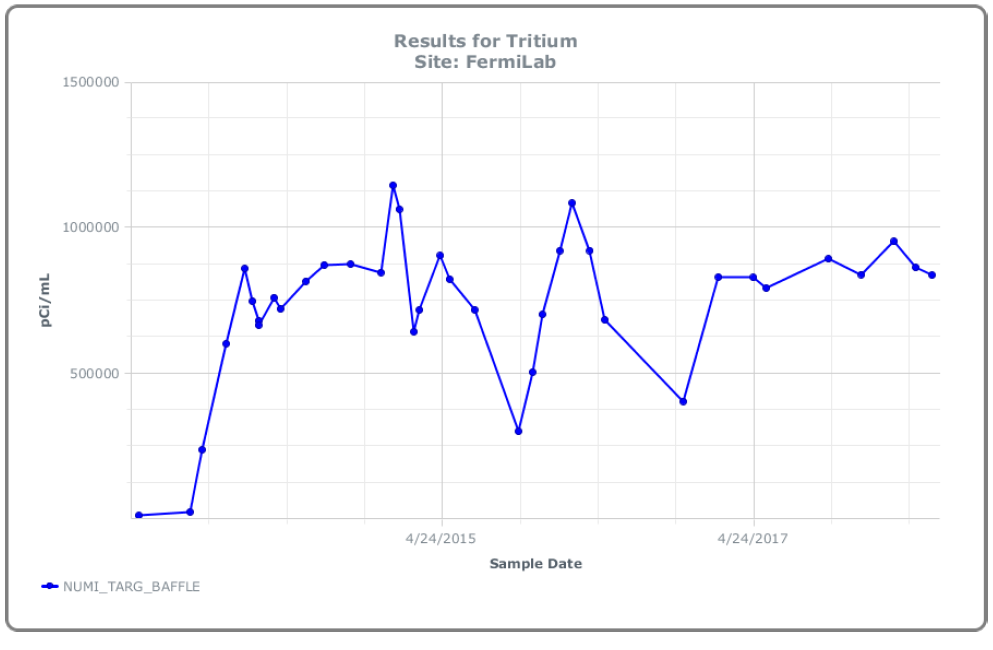 Results for Tritium
Site: FermiLab
1500000
1000000
500000
pCi/mL
4/24/2015
4/24/2017
Sample Date
NUMI_TARG_BAFFLE